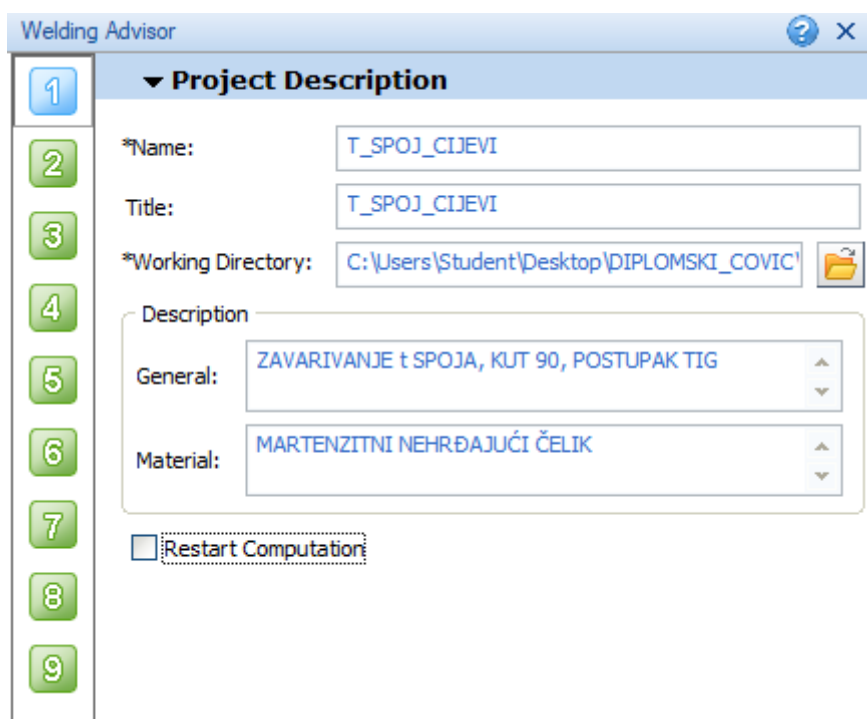 Welding Advisor
1
▼ Project Description
2
*Name: T_SPOJ_CIJEVI
Title: T_SPOJ_CIJEVI
3
*Working Directory: C:\Users\Student\Desktop\DIPLOMSKI_COVIC\
4
Description
General: ZAVARIVANJE t SPOJA, KUT 90, POSTUPAK TIG
5
Material: MARTENZITNI NEHRĐAJUĆI ČELIK
6
7
Restart Computation
8
9